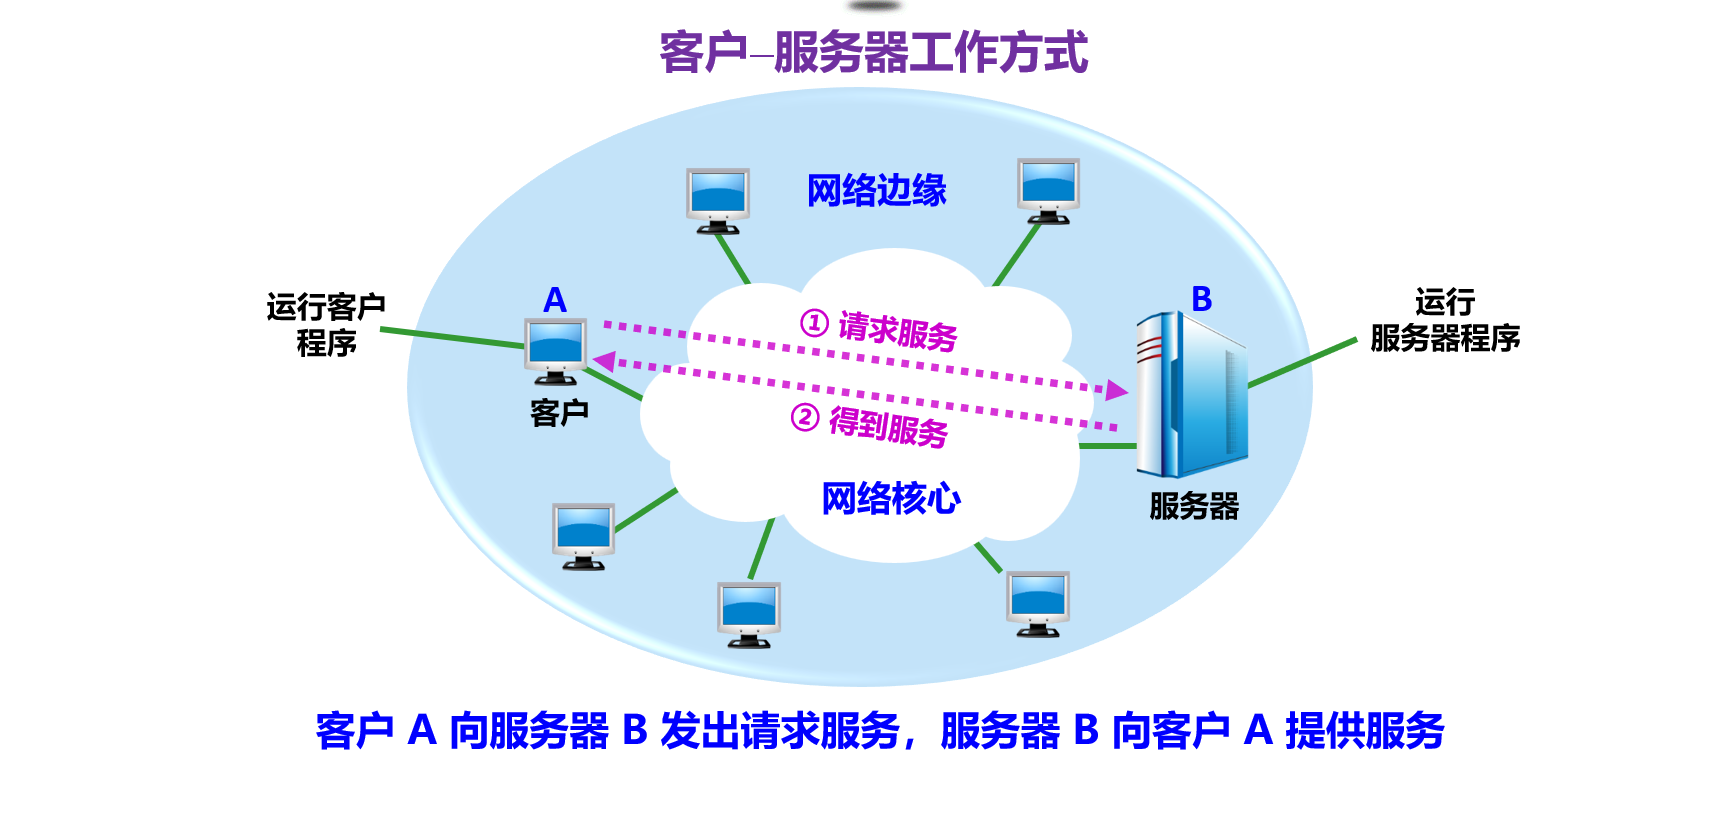 客户–服务器工作方式
网络边缘
运行客户
程序
A
客户
① 请求服务
② 得到服务
网络核心
B
服务器
运行
服务器程序
客户 A 向服务器 B 发出请求服务，服务器 B 向客户 A 提供服务